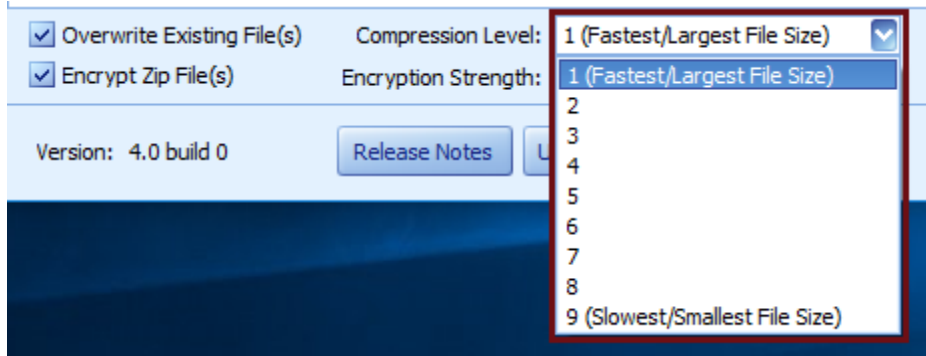 Overwrite Existing File(s) Compression Level: 1 (Fastest/Largest File Size)
Encrypt Zip File(s) Encryption Strength: 1 (Fastest/Largest File Size)
2
3
Version: 4.0 build 0 Release Notes U
4
5
6
7
8
9 (Slowest/Smallest File Size)